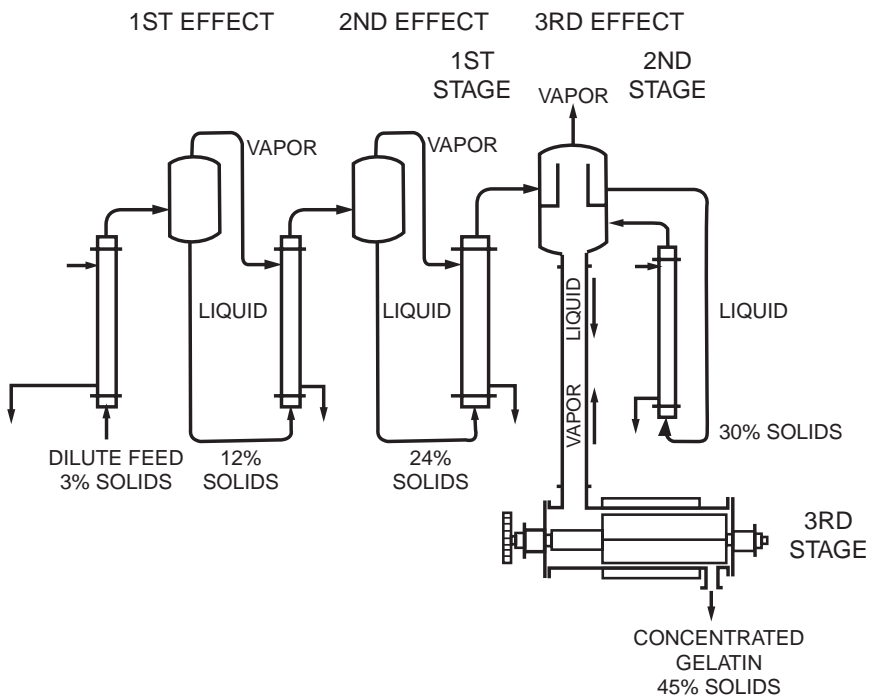 1ST EFFECT
2ND EFFECT
3RD EFFECT
1ST
STAGE
2ND
STAGE
VAPOR
VAPOR
VAPOR
LIQUID
LIQUID
LIQUID
VAPOR
LIQUID
DILUTE FEED
3% SOLIDS
12%
SOLIDS
24%
SOLIDS
30% SOLIDS
3RD
STAGE
CONCENTRATED
GELATIN
45% SOLIDS